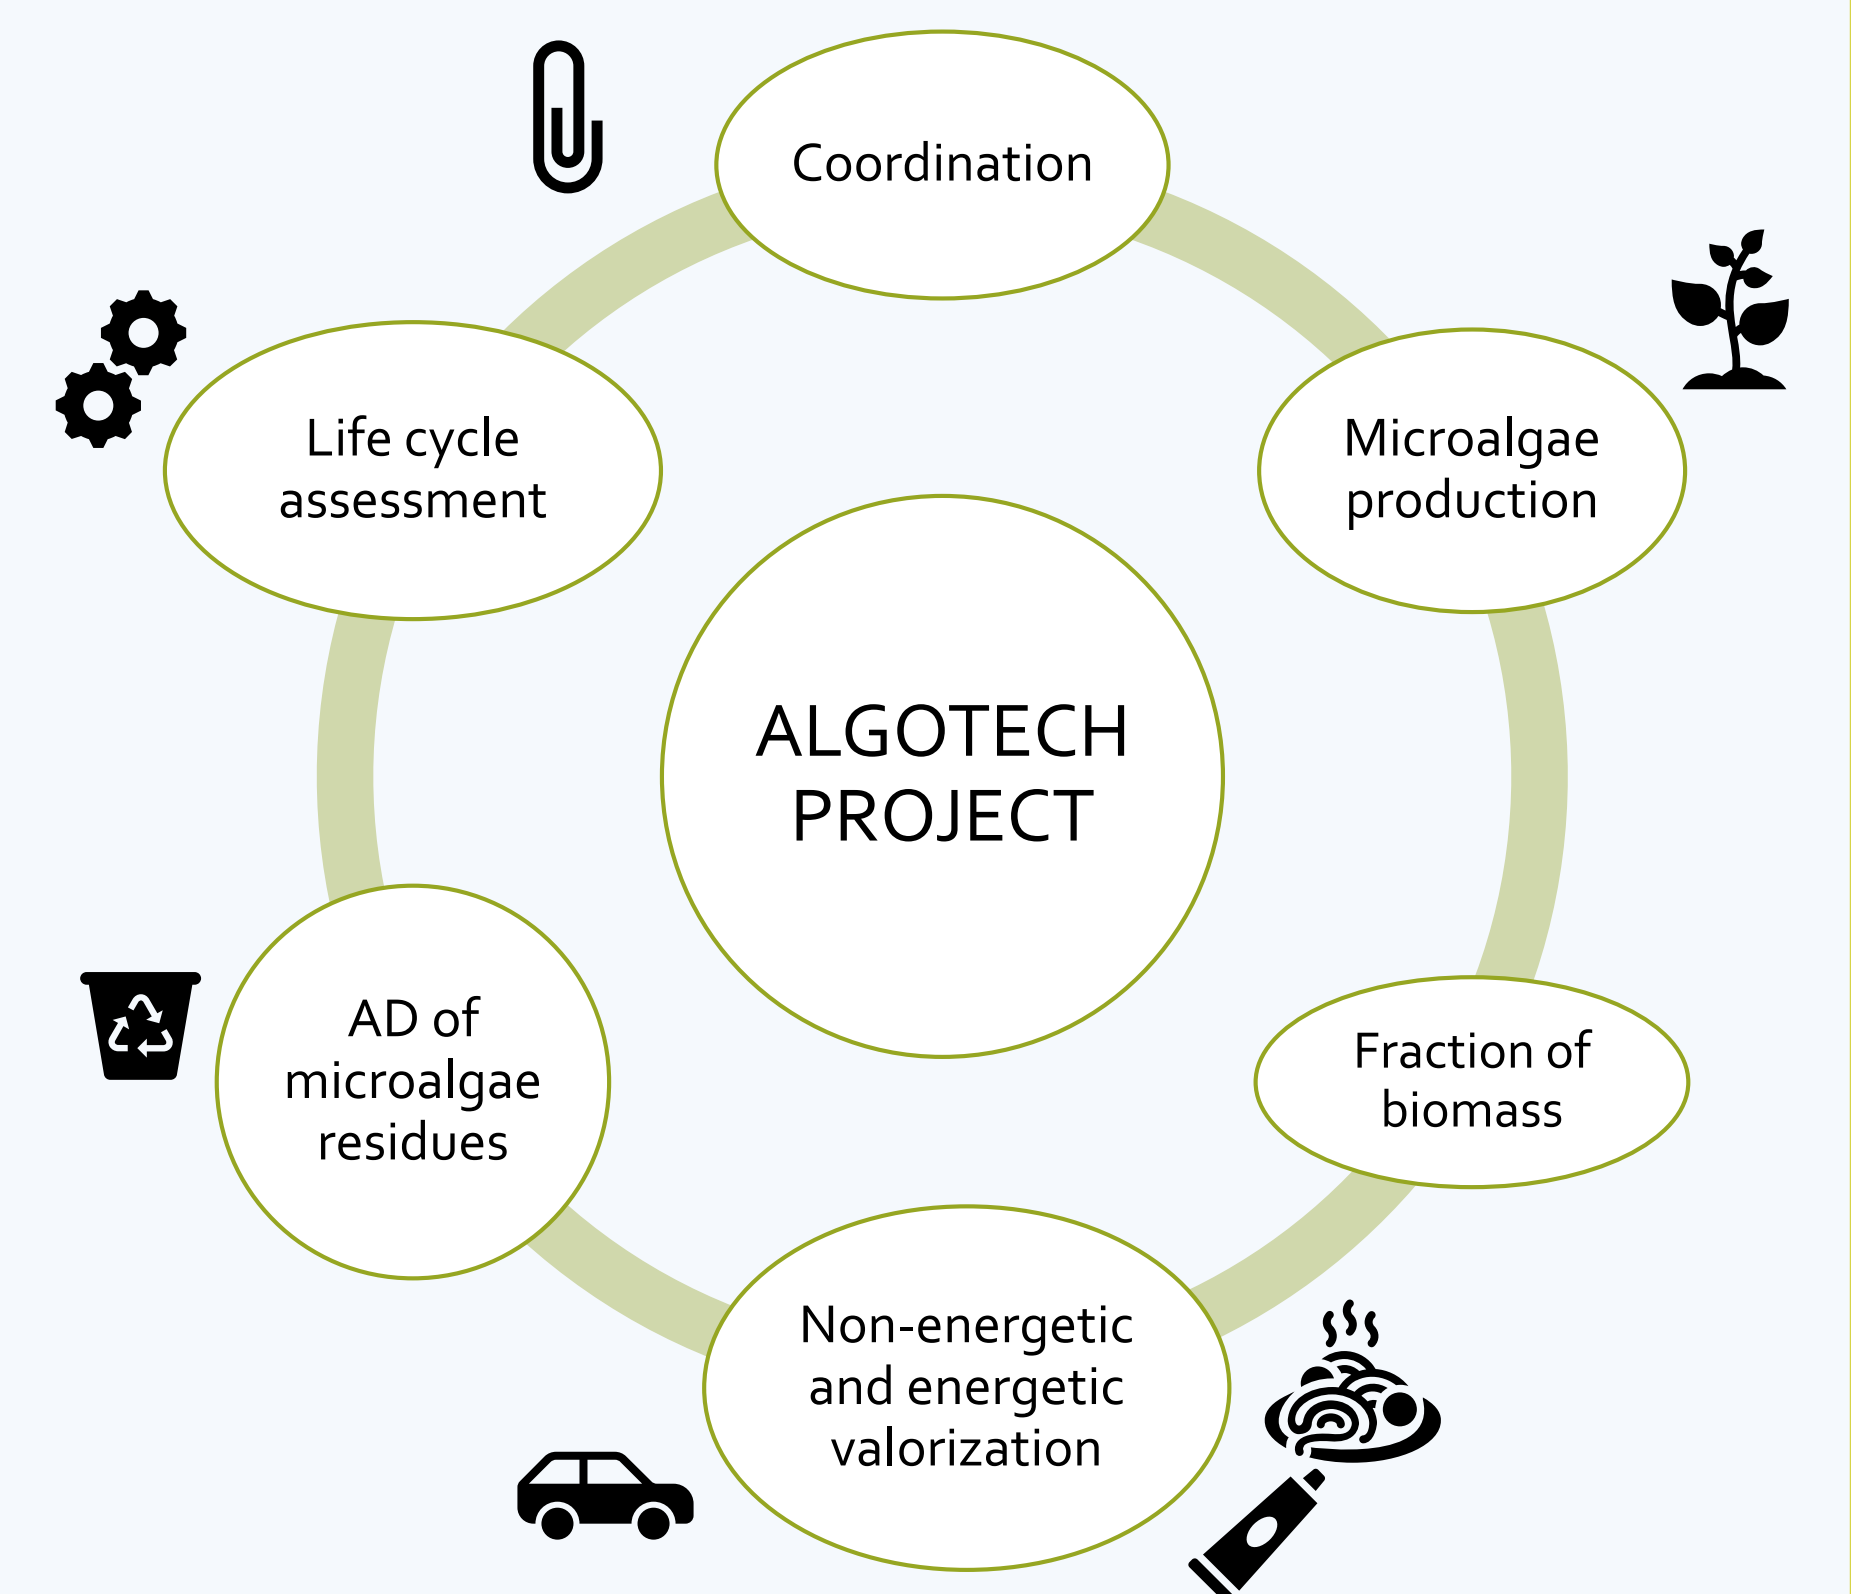 Coordination
Microalgae
production
Fraction of
biomass
Non-energetic
and energetic
valorization
AD of
microalgae
residues
Life cycle
assessment
ALGOTECH
PROJECT